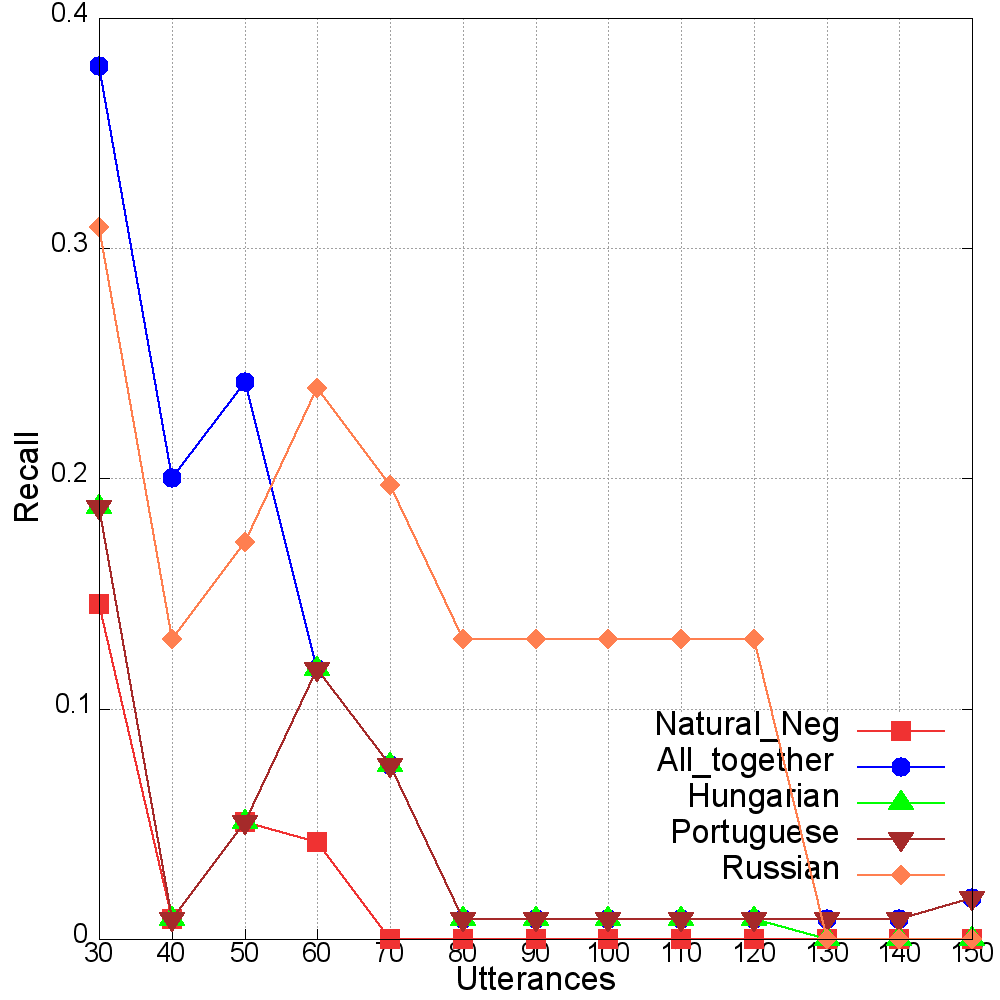 0.4
0.3
0.2
0.1
0
Recall
30 40 50 60 70 80 90 100 110 120 130 140 150
Utterances
Natural_Neg
All_together
Hungarian
Portuguese
Russian